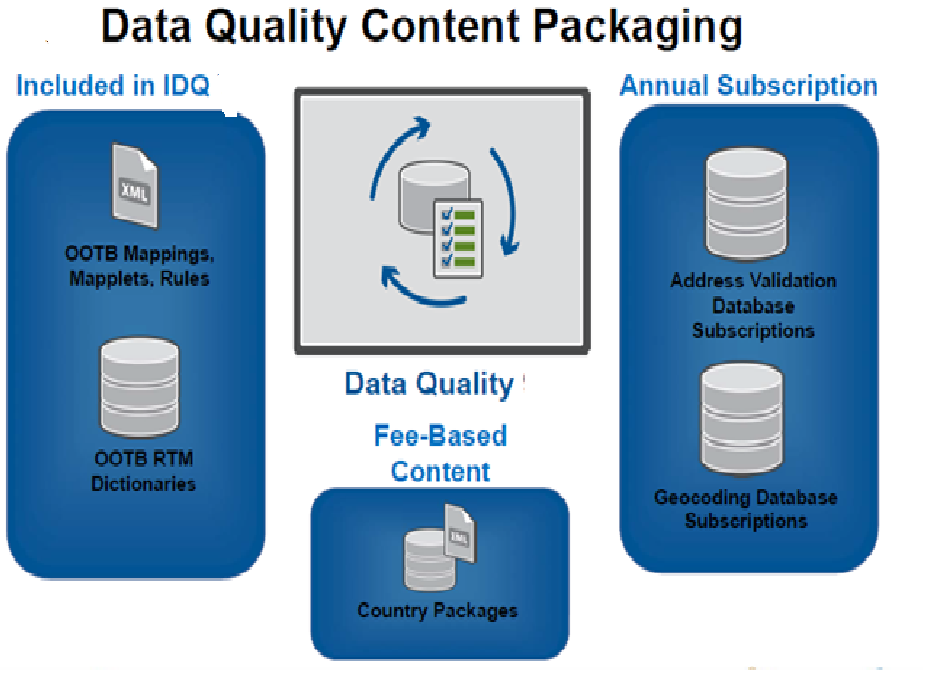 Data Quality Content Packaging
Included in IDQ
XML
OOTB Mappings,
Mapplets, Rules
OOTB RTM
Dictionaries
Data Quality
Fee-Based
Content
XML
Country Packages
Annual Subscription
Address Validation
Database
Subscriptions
Geocoding Database
Subscriptions